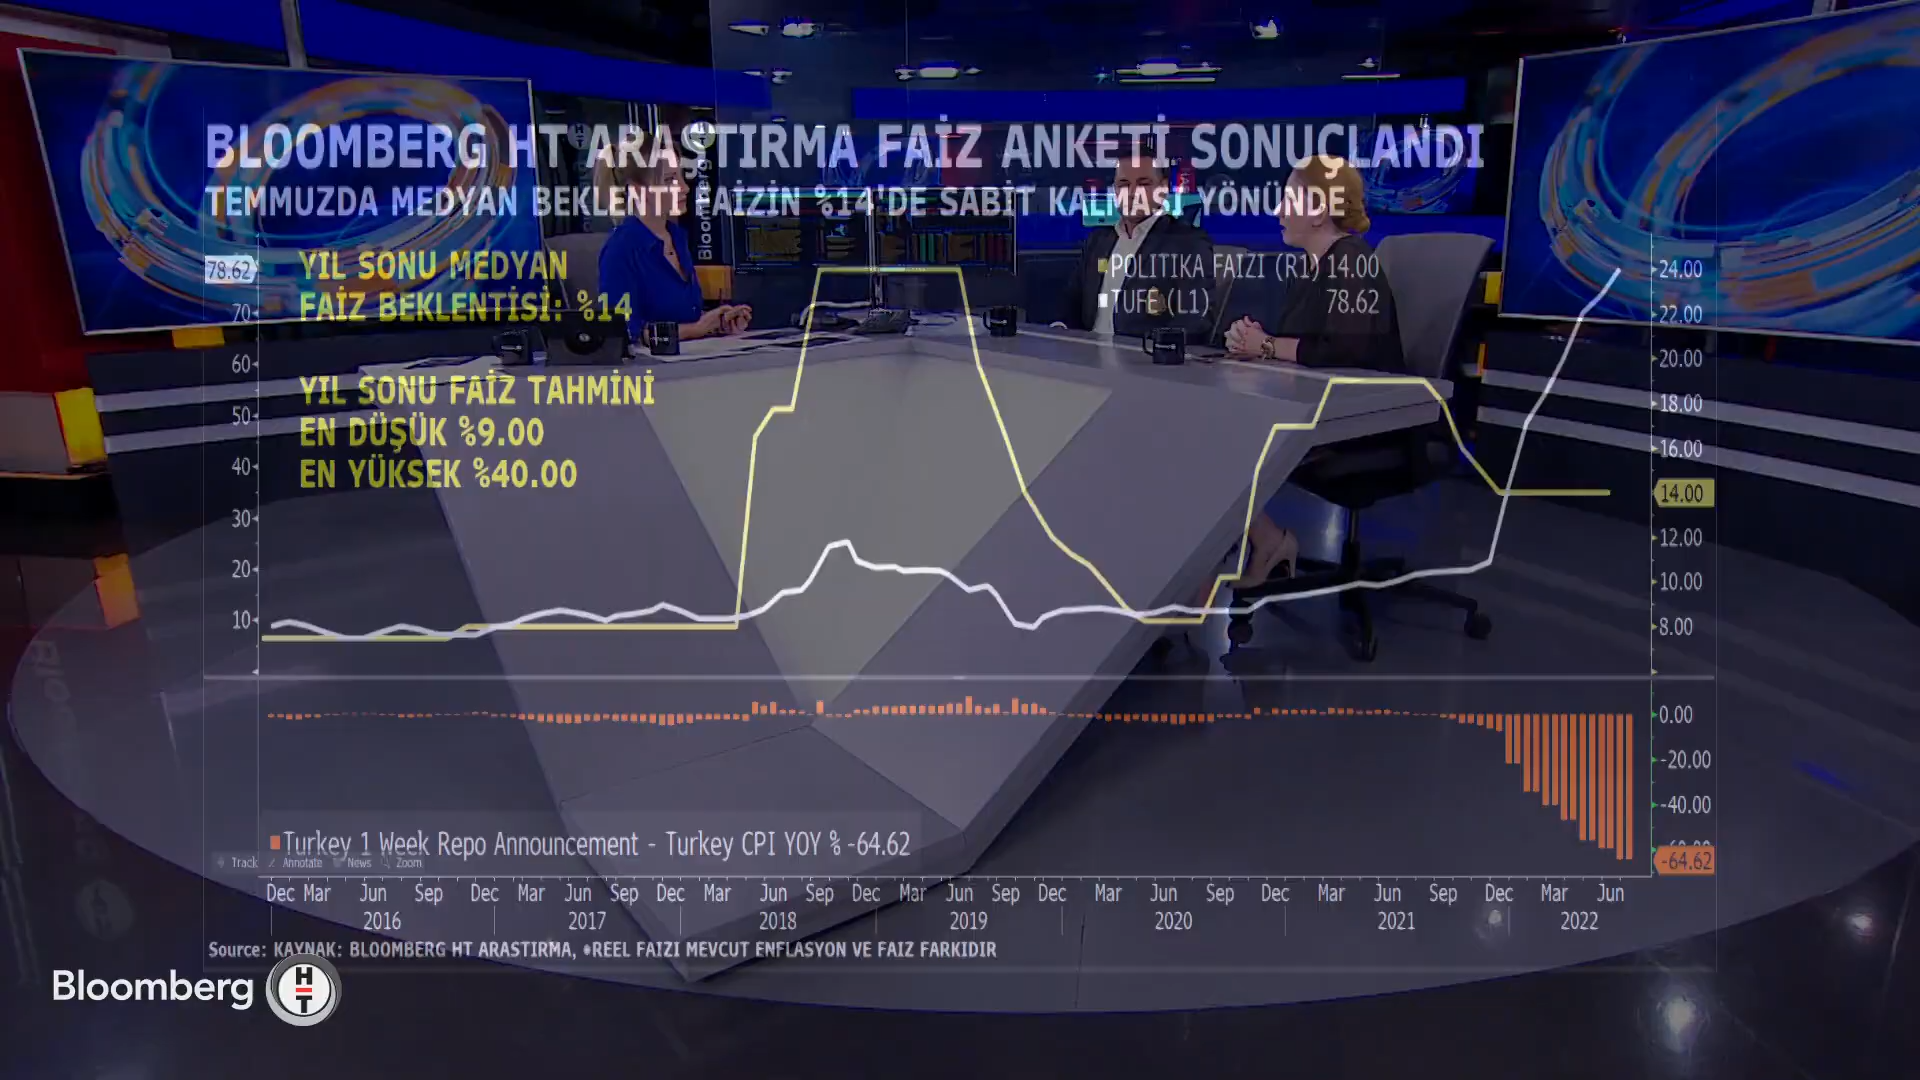 BLOOMBERG HT ARAŞTIRMA FAİZ ANKETİ SONUÇLANDI
TEMMUZDA MEDYAN BEKLENTİ FAİZİN %14'DE SABİT KALMASI YÖNÜNDE
YIL SONU MEDYAN
FAİZ BEKLENTİSİ: %14
YIL SONU FAİZ TAHMİNİ
EN DÜŞÜK %9.00
EN YÜKSEK %40.00
POLITIKA FAIZI (R1) 14.00
TUFE (L1) 78.62
78.62
70
60
50
40
30
20
10
24.00
22.00
20.00
18.00
16.00
14.00
12.00
10.00
8.00
0.00
-20.00
-40.00
-64.62
Bloomberg
Turkey 1 Week Repo Announcement - Turkey CPI YOY % -64.62
Track Annotate News Zoom
Dec Mar Jun Sep Dec Mar Jun Sep Dec Mar Jun Sep Dec Mar Jun Sep Dec Mar Jun Sep Dec Mar Jun Sep Dec Mar Jun
2016 2017 2018 2019 2020 2021 2022
Source: KAYNAK: BLOOMBERG HT ARASTIRMA, *REEL FAIZI MEVCUT ENFLASYON VE FAIZ FARKIDIR
Bloomberg HT